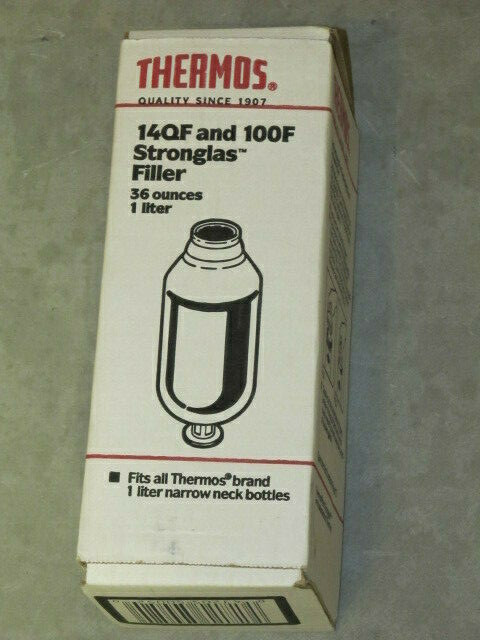 THERMOS®
QUALITY SINCE 1907
14QF and 100F
Stronglas™
Filler
36 ounces
1 liter
■ Fits all Thermos® brand
1 liter narrow neck bottles